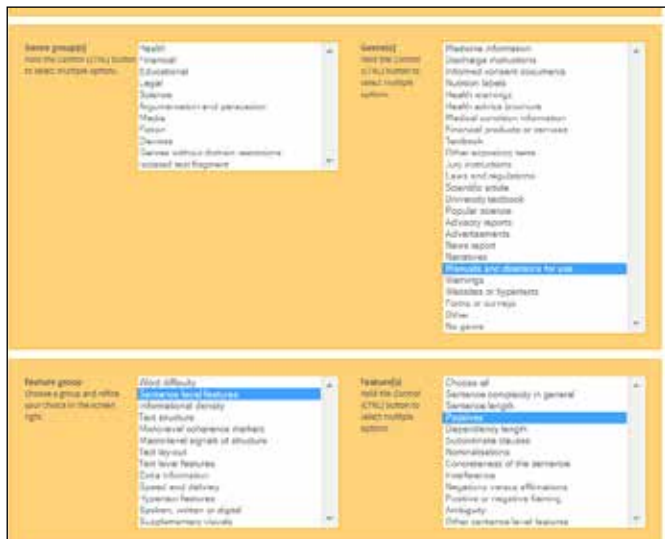 Genre group(s)
Hold the Control (CTRL) button
to select multiple options.
Health
Financial
Educational
Legal
Science
Argumentation and persuasion
Media
Fiction
Devices
Genres without domain restrictions
Isolated text fragment
Genre(s)
Hold the Control
(CTRL) button to
select multiple
options
Medicine information
Discharge instructions
Informed consent documents
Nutrition labels
Health warnings
Health advice brochure
Medical condition information
Financial products or services
Textbook
Other expository texts
Jury instructions
Laws and regulations
Scientific article
University textbook
Popular science
Advisory reports
Advertisements
News report
Narratives
Manuals and directions for use
Warnings
Websites or hypertexts
Forms or surveys
Other
No genre
Feature group
Choose a group and refine
your choice in the screen
right.
Word difficulty
Sentence level features
Informational density
Text structure
coherence markers
signals of structure
Text lay-out
Text level features
Extra information
Speed and delivery
Hypertext features
Spoken, written or digital
Supplementary visuals
Feature(s)
Hold the Control
(CTRL) button to
select multiple
options
Choose all
Sentence complexity in general
Sentence length
Passives
Dependency length
Subordinate clauses
Nominalisations
Concreteness of the sentence
Interference
Negations versus affirmations
Positive or negative framing
Ambiguity
Other sentence level features